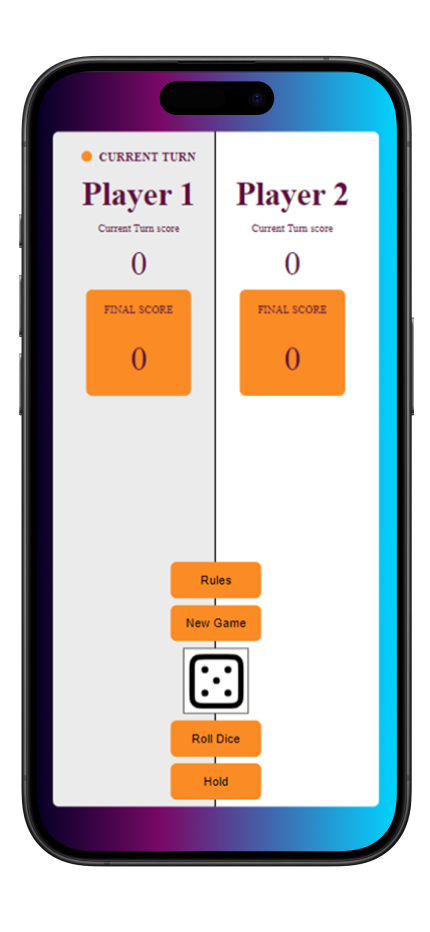 CURRENT TURN
Player 1
Current Turn score
0
FINAL SCORE
0
Player 2
Current Turn score
0
FINAL SCORE
0
Rules
New Game
Roll Dice
Hold